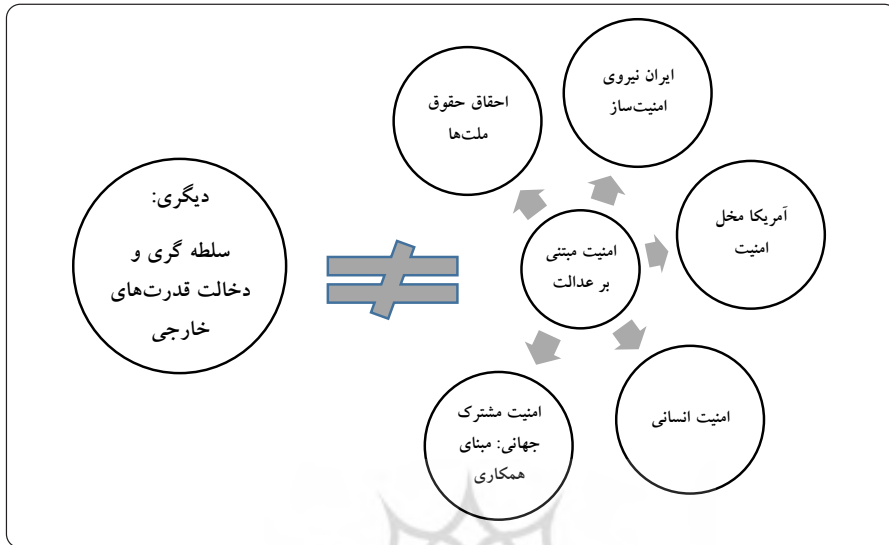 ایران نیروی
امنیت‌ساز
احقاق حقوق
ملت‌ها
آمریکا مخل
امنیت
امنیت مبتنی
بر عدالت
امنیت انسانی
امنیت مشترک
جهانی: مبنای
همکاری
دیگری:
سلطه گری و
دخالت قدرت‌های
خارجی